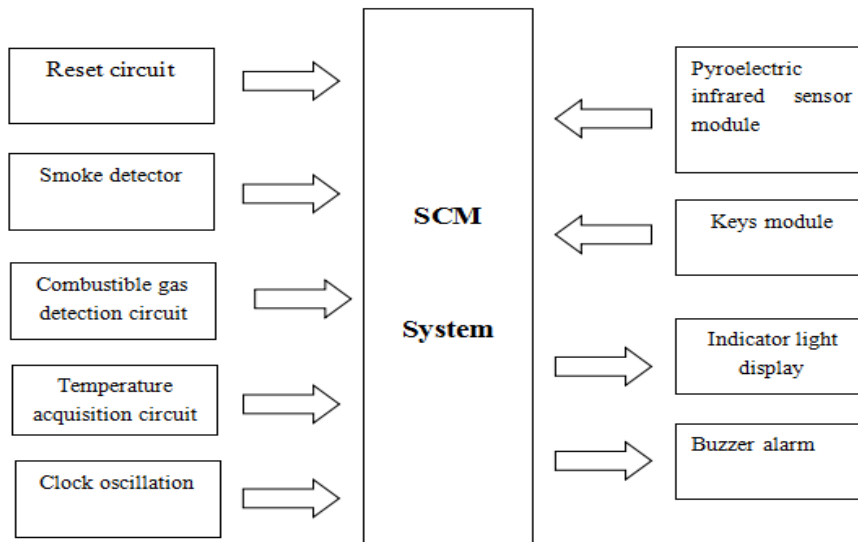 Reset circuit
Smoke detector
Combustible gas
detection circuit
Temperature
acquisition circuit
Clock oscillation
SCM
System
Pyroelectric
infrared sensor
module
Keys module
Indicator light
display
Buzzer alarm